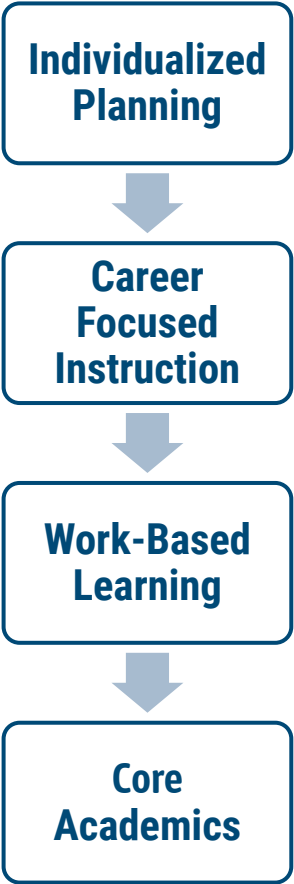 Individualized
Planning
Career
Focused
Instruction
Work-Based
Learning
Core
Academics